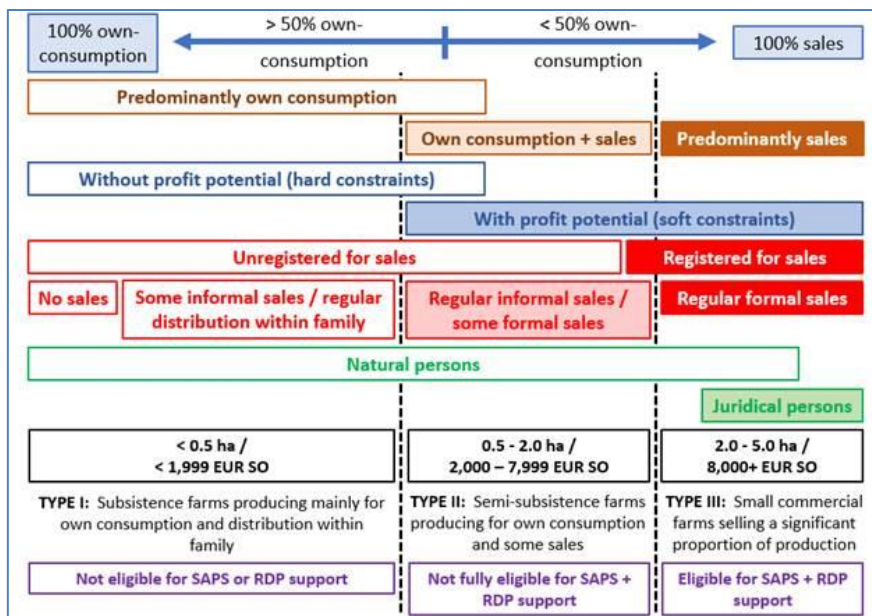 100% own-
consumption
> 50% own-
consumption
< 50% own-
consumption
100% sales
Predominantly own consumption
Own consumption + sales
Predominantly sales
Without profit potential (hard constraints)
With profit potential (soft constraints)
Unregistered for sales
Registered for sales
No sales
Some informal sales / regular
distribution within family
Regular informal sales /
some formal sales
Regular formal sales
Natural persons
Juridical persons
< 0.5 ha /
< 1,999 EUR SO
0.5 - 2.0 ha /
2,000 – 7,999 EUR SO
2.0 - 5.0 ha /
8,000+ EUR SO
TYPE I: Subsistence farms producing mainly for
own consumption and distribution within
family
TYPE II: Semi-subsistence farms
producing for own consumption
and some sales
TYPE III: Small commercial
farms selling a significant
proportion of production
Not eligible for SAPS or RDP support
Not fully eligible for SAPS +
RDP support
Eligible for SAPS + RDP
support